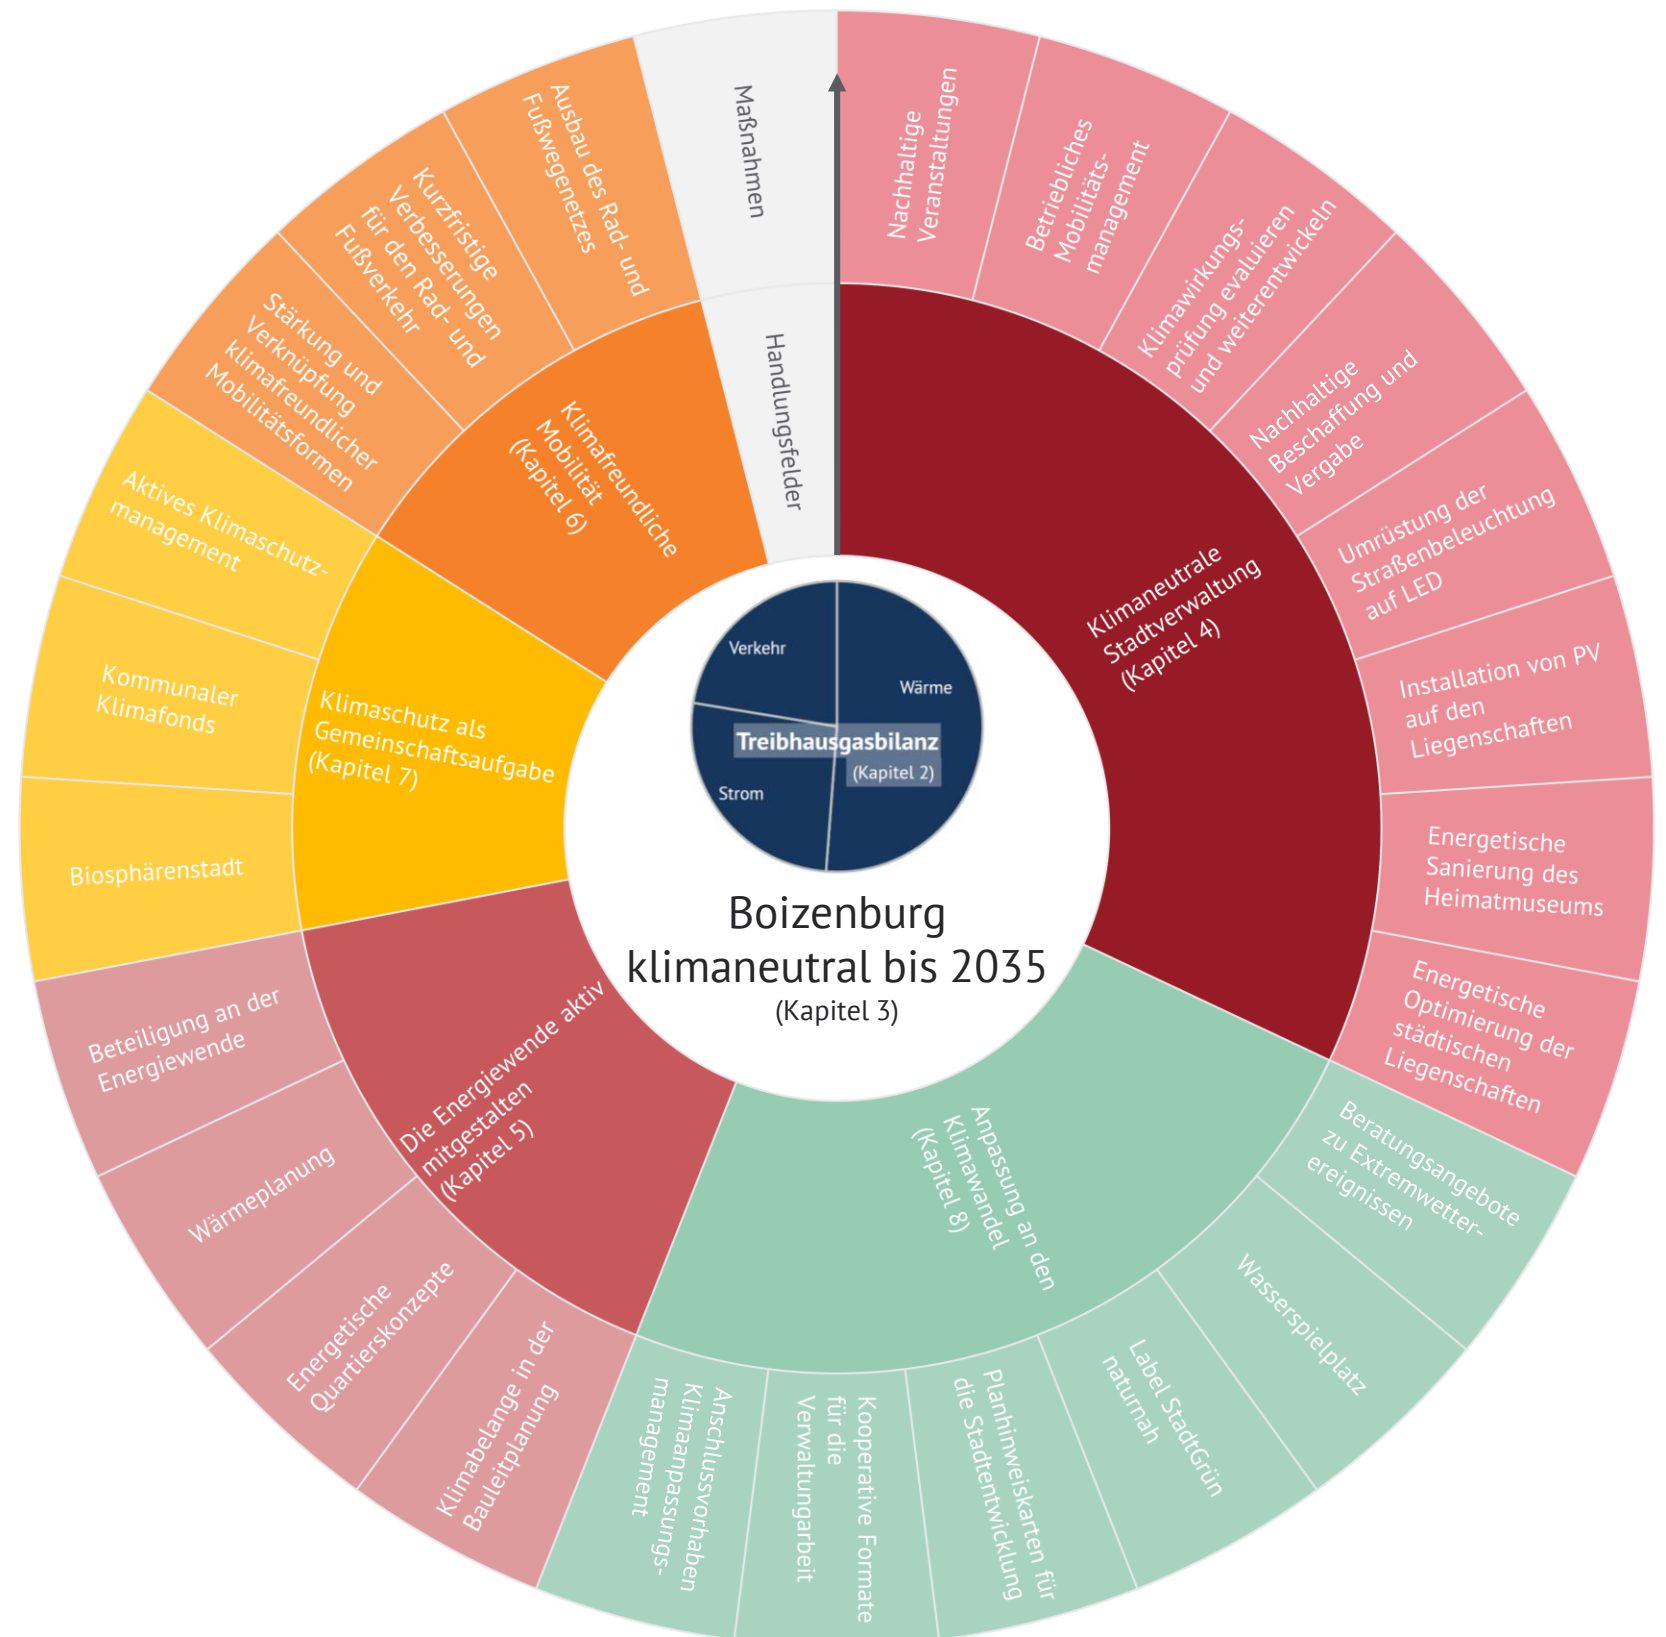 Maßnahmen
Handlungsfelder
Nachhaltige
Veranstaltungen
Betriebliches
Mobilitäts-
management
Klimawirkungs-
prüfung evaluieren
und weiterentwickeln
Nachhaltige
Beschaffung und
Vergabe
Umrüstung der
Straßenbeleuchtung
auf LED
Installation von PV
auf den
Liegenschaften
Energetische
Sanierung des
Heimatmuseums
Energetische
Optimierung der
städtischen
Liegenschaften
Klimaneutrale
Stadtverwaltung
(Kapitel 4)
Beratungsangebote
zu Extremwetter-
ereignissen
Wasserspielplatz
Label StadtGrün
naturnah
Planhinweiskarten für
die Stadtentwicklung
Kooperative Formate
für die
Verwaltungarbeit
Anschlussvorhaben
Klimaanpassungs-
management
Anpassung an den
Klimawandel
(Kapitel 8)
Klimabelange in der
Bauleitplanung
Energetische
Quartierskonzepte
Wärmeplanung
Beteiligung an der
Energiewende
Die Energiewende aktiv
mitgestalten
(Kapitel 5)
Biosphärenstadt
Kommunaler
Klimafonds
Aktives Klimaschutz-
management
Klimaschutz als
Gemeinschaftsaufgabe
(Kapitel 7)
Stärkung und
Verknüpfung
klimafreundlicher
Mobilitätsformen
Kurzfristige
Verbesserungen
für den Rad- und
Fußverkehr
Ausbau des Rad- und
Fußwegenetzes
Klimafreundliche
Mobilität
(Kapitel 6)
Verkehr
Wärme
Treibhausgasbilanz
(Kapitel 2)
Strom
Boizenburg
klimaneutral bis 2035
(Kapitel 3)